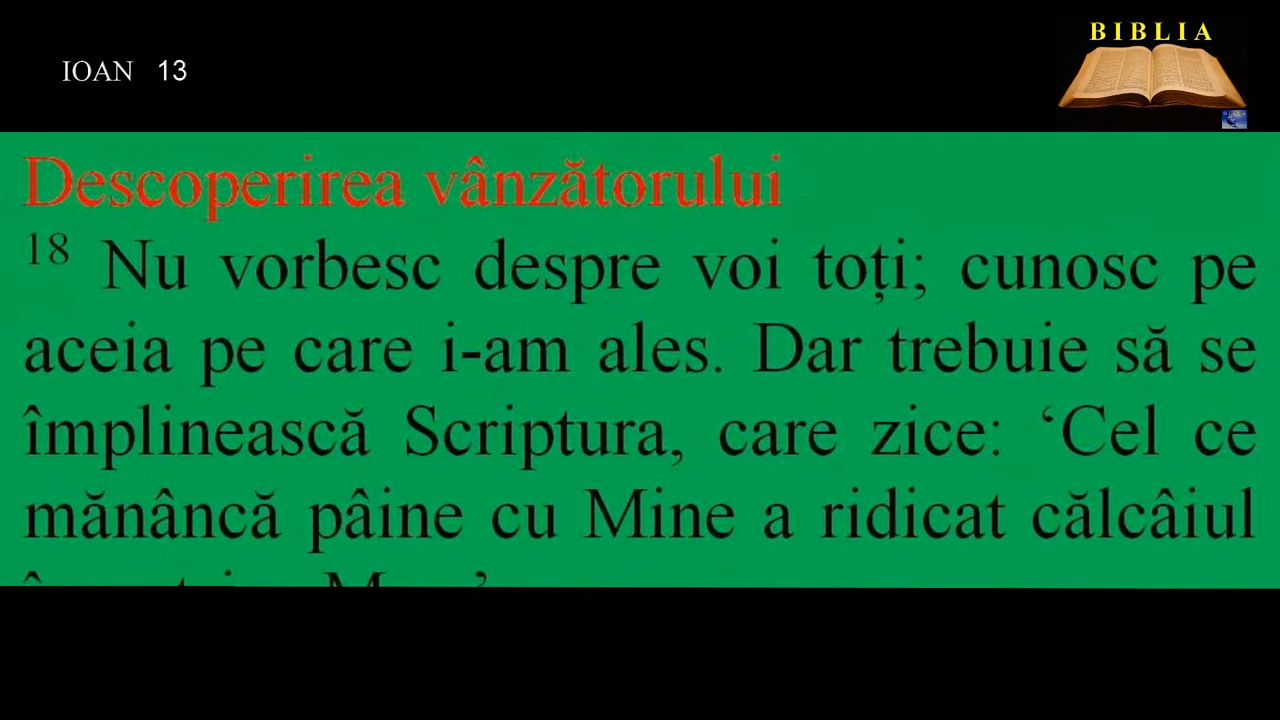 BIBLIA
IOAN 13
Descoperirea vânzătorului
18 Nu vorbesc despre voi toți; cunosc pe
aceia pe care i-am ales. Dar trebuie să se
împlinească Scriptura, care zice: ‘Cel ce
mănâncă pâine cu Mine a ridicat călcâiul